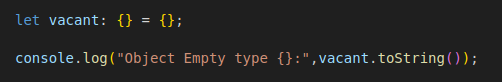 let vacant: {} = {};
console.log("Object Empty type {}:",vacant.toString());